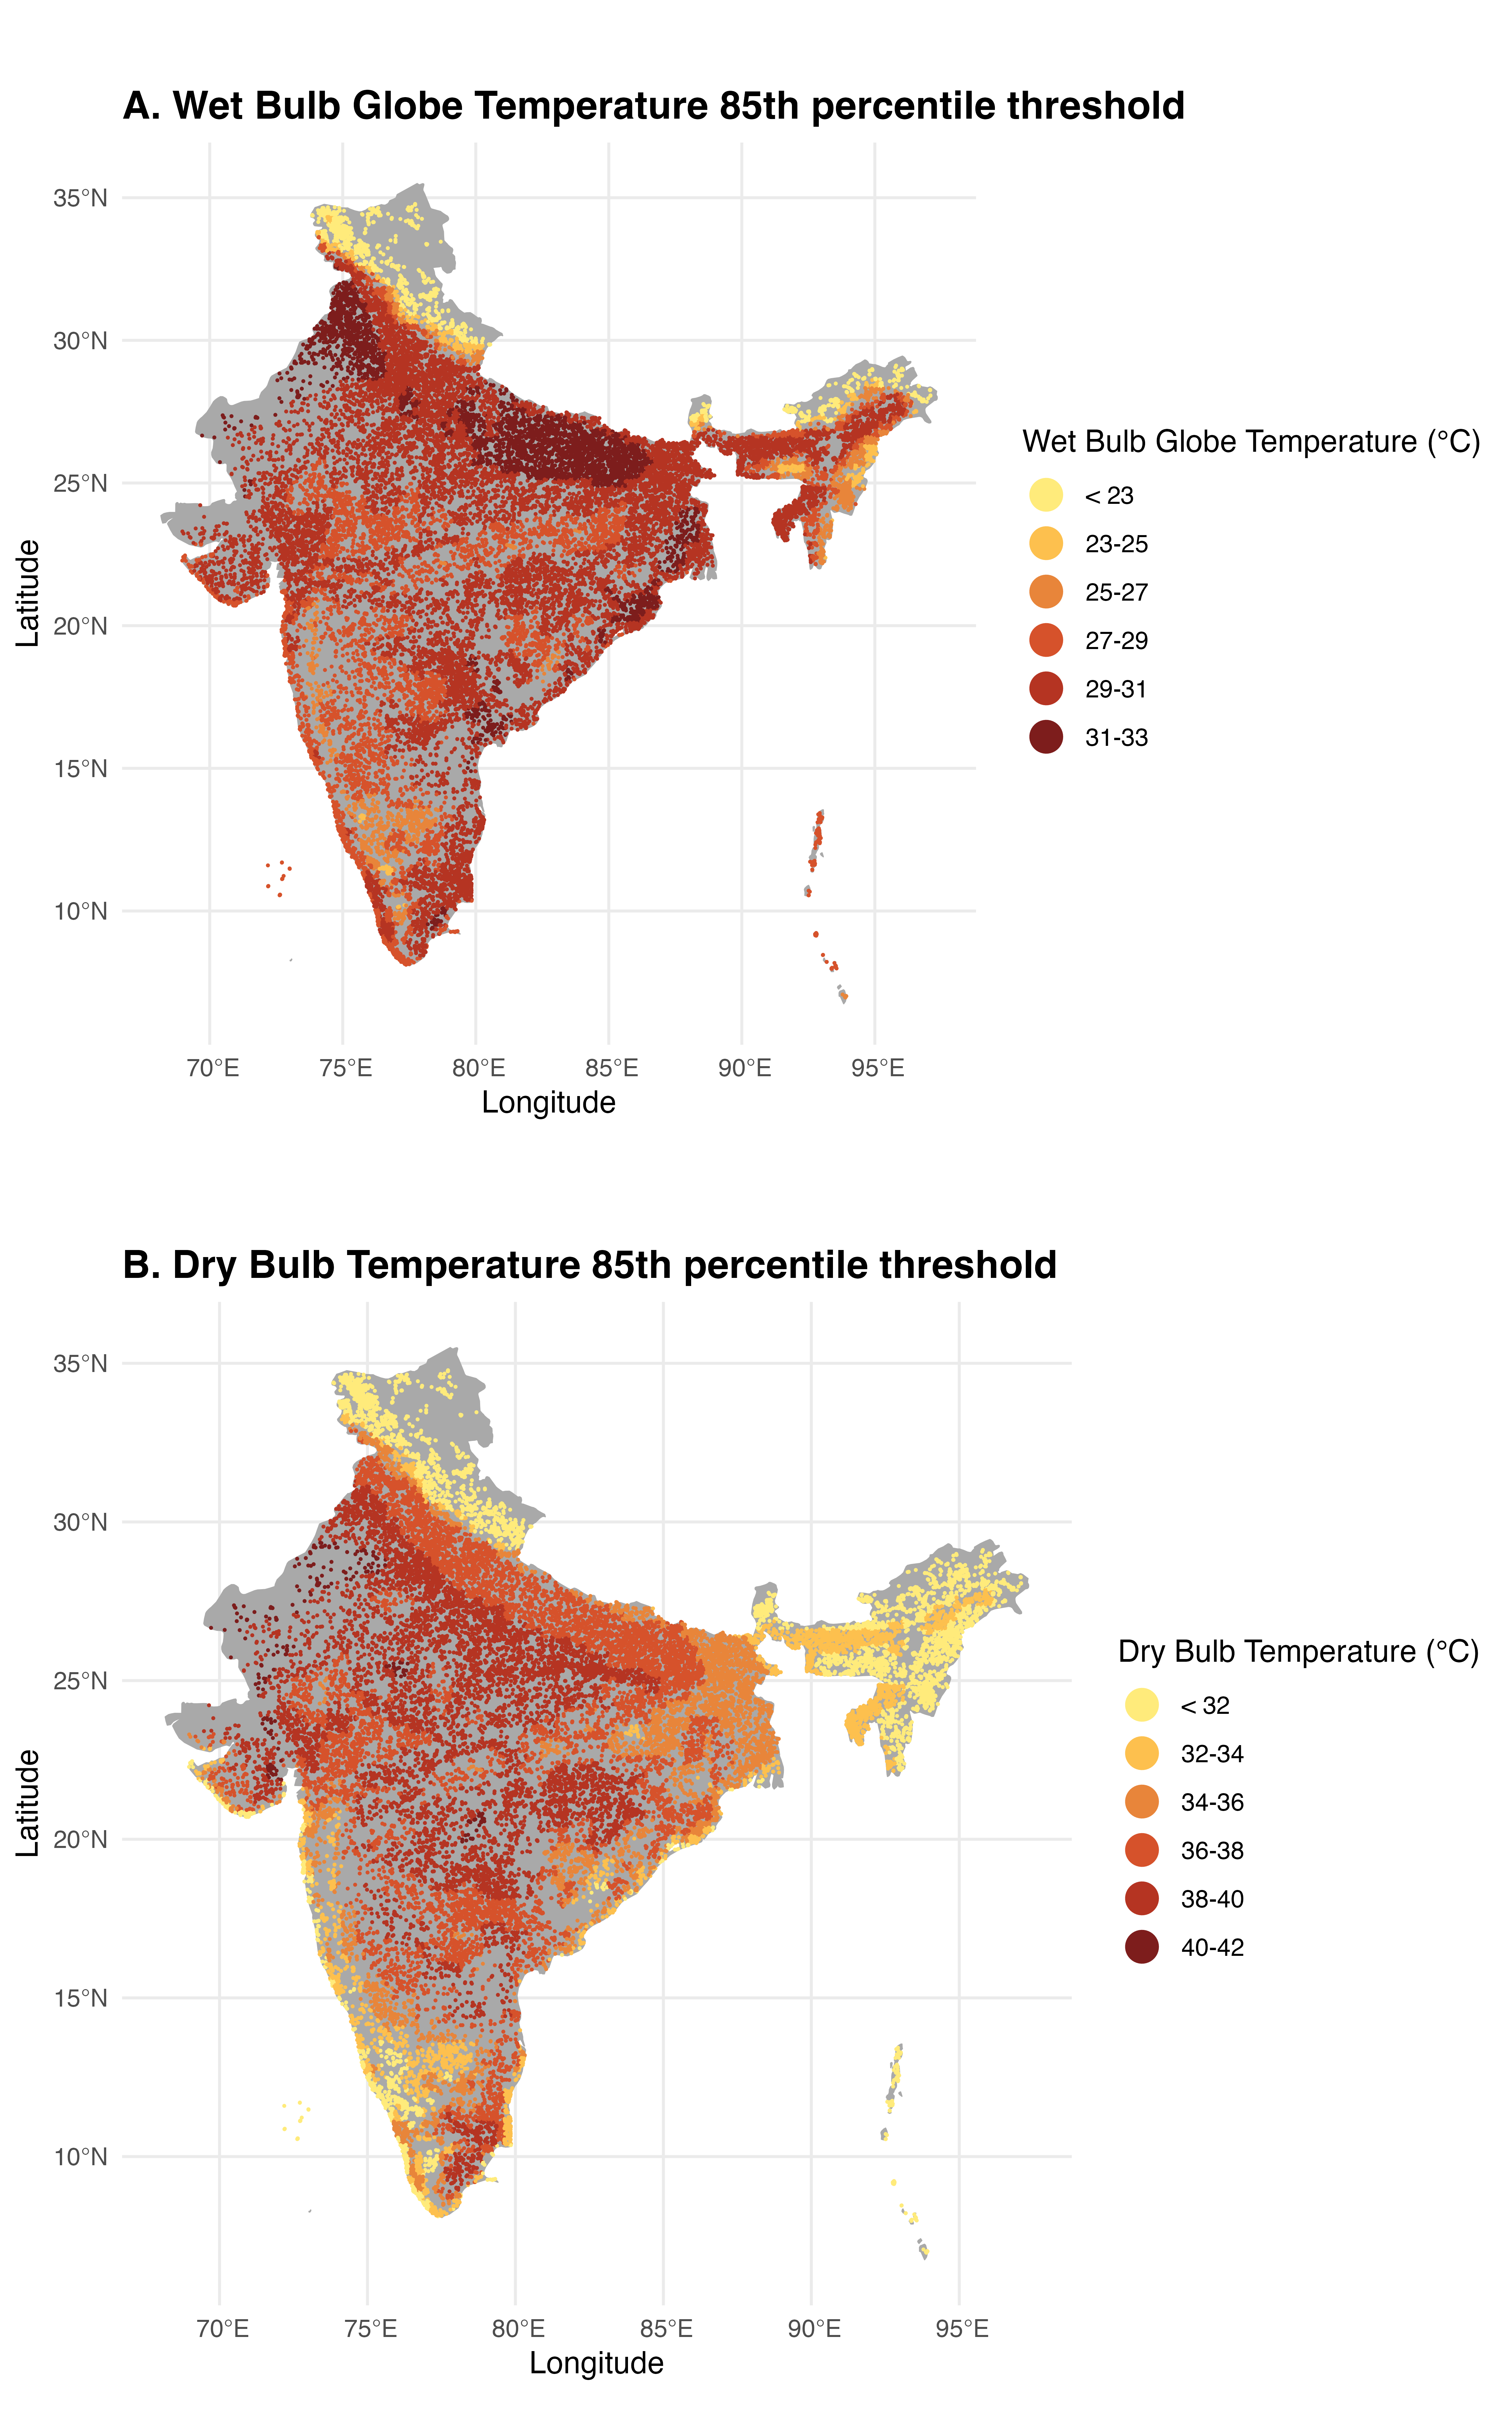 A. Wet Bulb Globe Temperature 85th percentile threshold
35°N
30°N
25°N
20°N
15°N
10°N
Latitude
70°E 75°E 80°E 85°E 90°E 95°E
Longitude
Wet Bulb Globe Temperature (°C)
< 23
23-25
25-27
27-29
29-31
31-33
B. Dry Bulb Temperature 85th percentile threshold
35°N
30°N
25°N
20°N
15°N
10°N
Latitude
70°E 75°E 80°E 85°E 90°E 95°E
Longitude
Dry Bulb Temperature (°C)
< 32
32-34
34-36
36-38
38-40
40-42